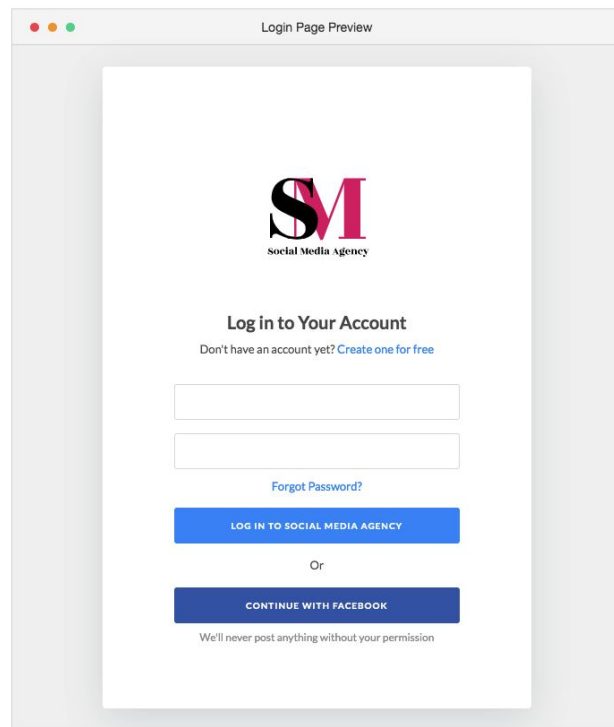 Login Page Preview
SM
Social Media Agency
Log in to Your Account
Don't have an account yet? Create one for free
Forgot Password?
LOG IN TO SOCIAL MEDIA AGENCY
Or
CONTINUE WITH FACEBOOK
We'll never post anything without your permission